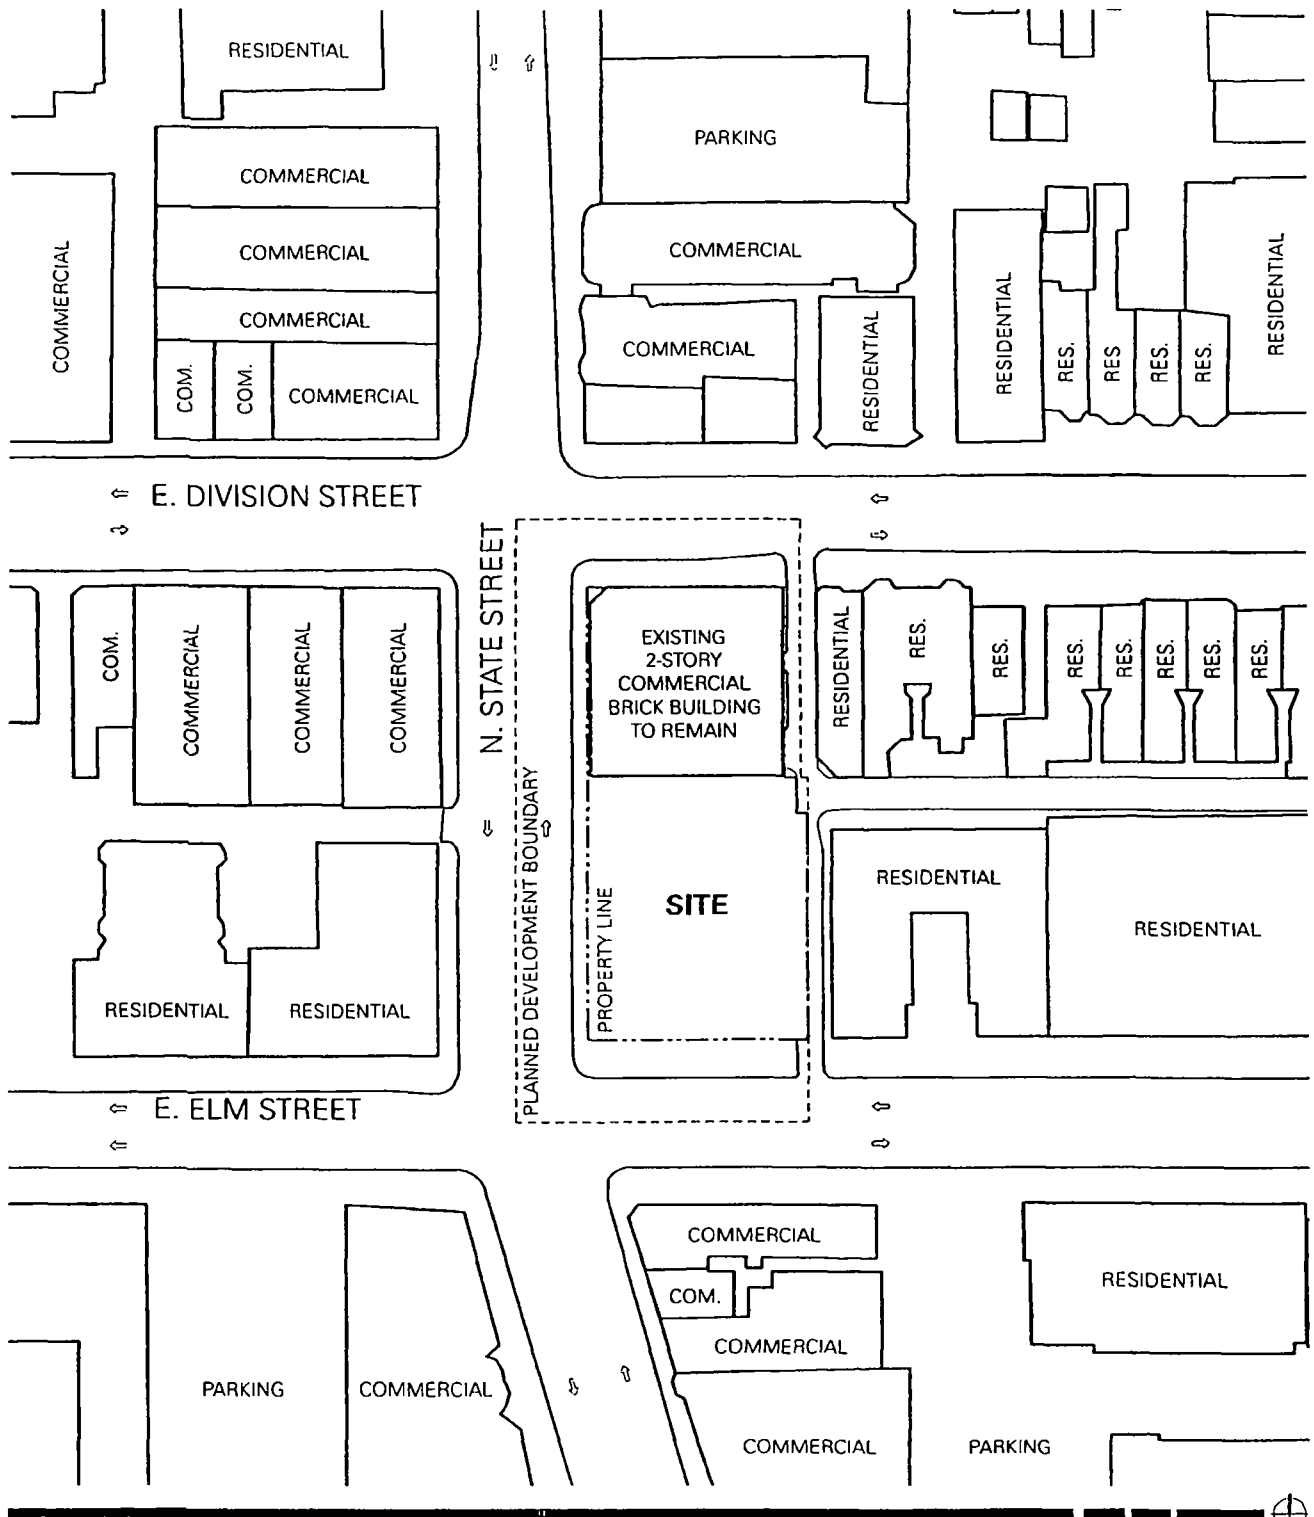 RESIDENTIAL
PARKING
COMMERCIAL
COMMERCIAL
COMMERCIAL
COMMERCIAL
COMMERCIAL
COM.
COM.
COMMERCIAL
COMMERCIAL
COMMERCIAL
RESIDENTIAL
RESIDENTIAL
RES.
RES
RES.
RES.
RESIDENTIAL
E. DIVISION STREET
N. STATE STREET
COM.
COMMERCIAL
COMMERCIAL
COMMERCIAL
EXISTING
2-STORY
COMMERCIAL
BRICK BUILDING
TO REMAIN
RESIDENTIAL
RES.
RES.
RES.
RES.
RES.
RES.
RES.
PLANNED DEVELOPMENT BOUNDARY
PROPERTY LINE
SITE
RESIDENTIAL
RESIDENTIAL
RESIDENTIAL
RESIDENTIAL
E. ELM STREET
COMMERCIAL
COM.
COMMERCIAL
RESIDENTIAL
PARKING
COMMERCIAL
COMMERCIAL
PARKING